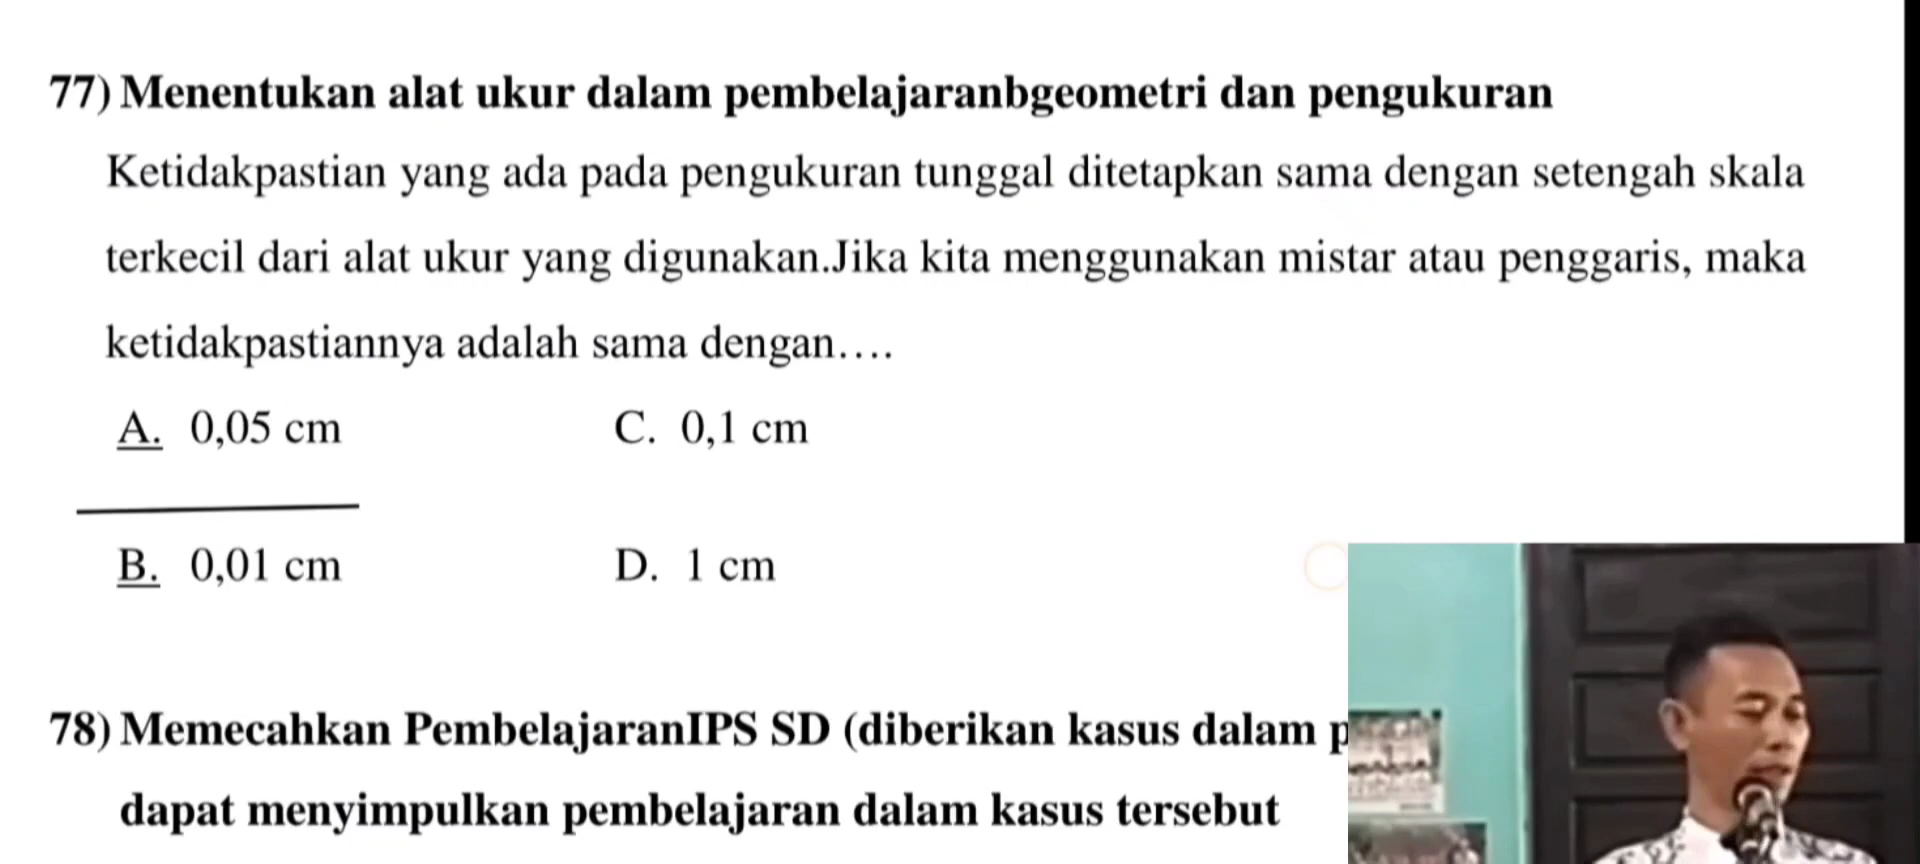 77) Menentukan alat ukur dalam pembelajaranbgeometri dan pengukuran
Ketidakpastian yang ada pada pengukuran tunggal ditetapkan sama dengan setengah skala
terkecil dari alat ukur yang digunakan.Jika kita menggunakan mistar atau penggaris, maka
ketidakpastiannya adalah sama dengan....
A. 0,05 cm C. 0,1 cm
B. 0,01 cm D. 1 cm
78) Memecahkan PembelajaranIPS SD (diberikan kasus dalam
dapat menyimpulkan pembelajaran dalam kasus tersebut